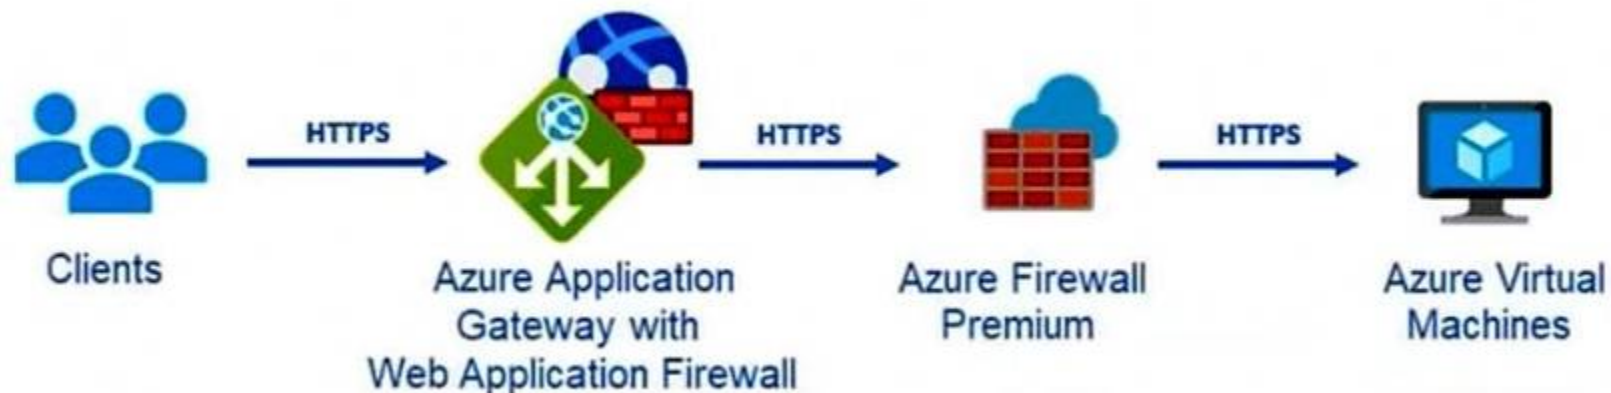 HTTPS
HTTPS
HTTPS
Clients
Azure Application
Gateway with
Web Application Firewall
Azure Firewall
Premium
Azure Virtual
Machines